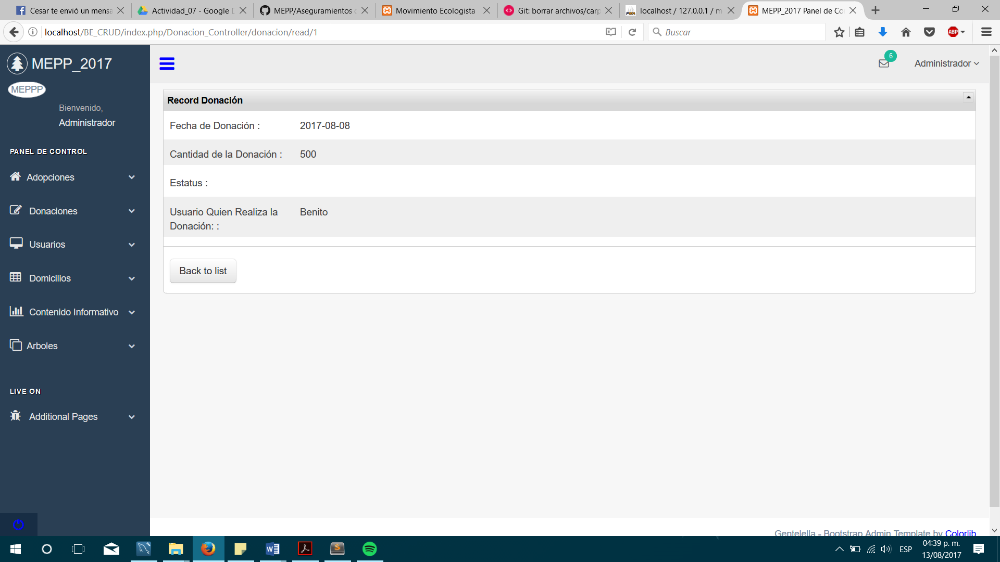 Cesar te envió un mensa
Actividad_07 - Google D
MEPP/Aseguramientos
Movimiento Ecologista
Git: borrar archivos/carp
localhost / 127.0.0.1 / m
MEPP_2017 Panel de Co
localhost/BE_CRUD/index.php/Donacion_Controller/donacion/read/1
Buscar
ABP
MEPP_2017
6
Administrador
MEPPP
Bienvenido,
Administrador
Record Donación
Fecha de Donación : 2017-08-08
Cantidad de la Donación : 500
Estatus :
Usuario Quien Realiza la Benito
Donación: :
Back to list
PANEL DE CONTROL
Adopciones
Donaciones
Usuarios
Domicilios
Contenido Informativo
Arboles
LIVE ON
Additional Pages
Gentelella - Bootstrap Admin Template by Colorlib
ESP
04:39 p. m.
13/08/2017